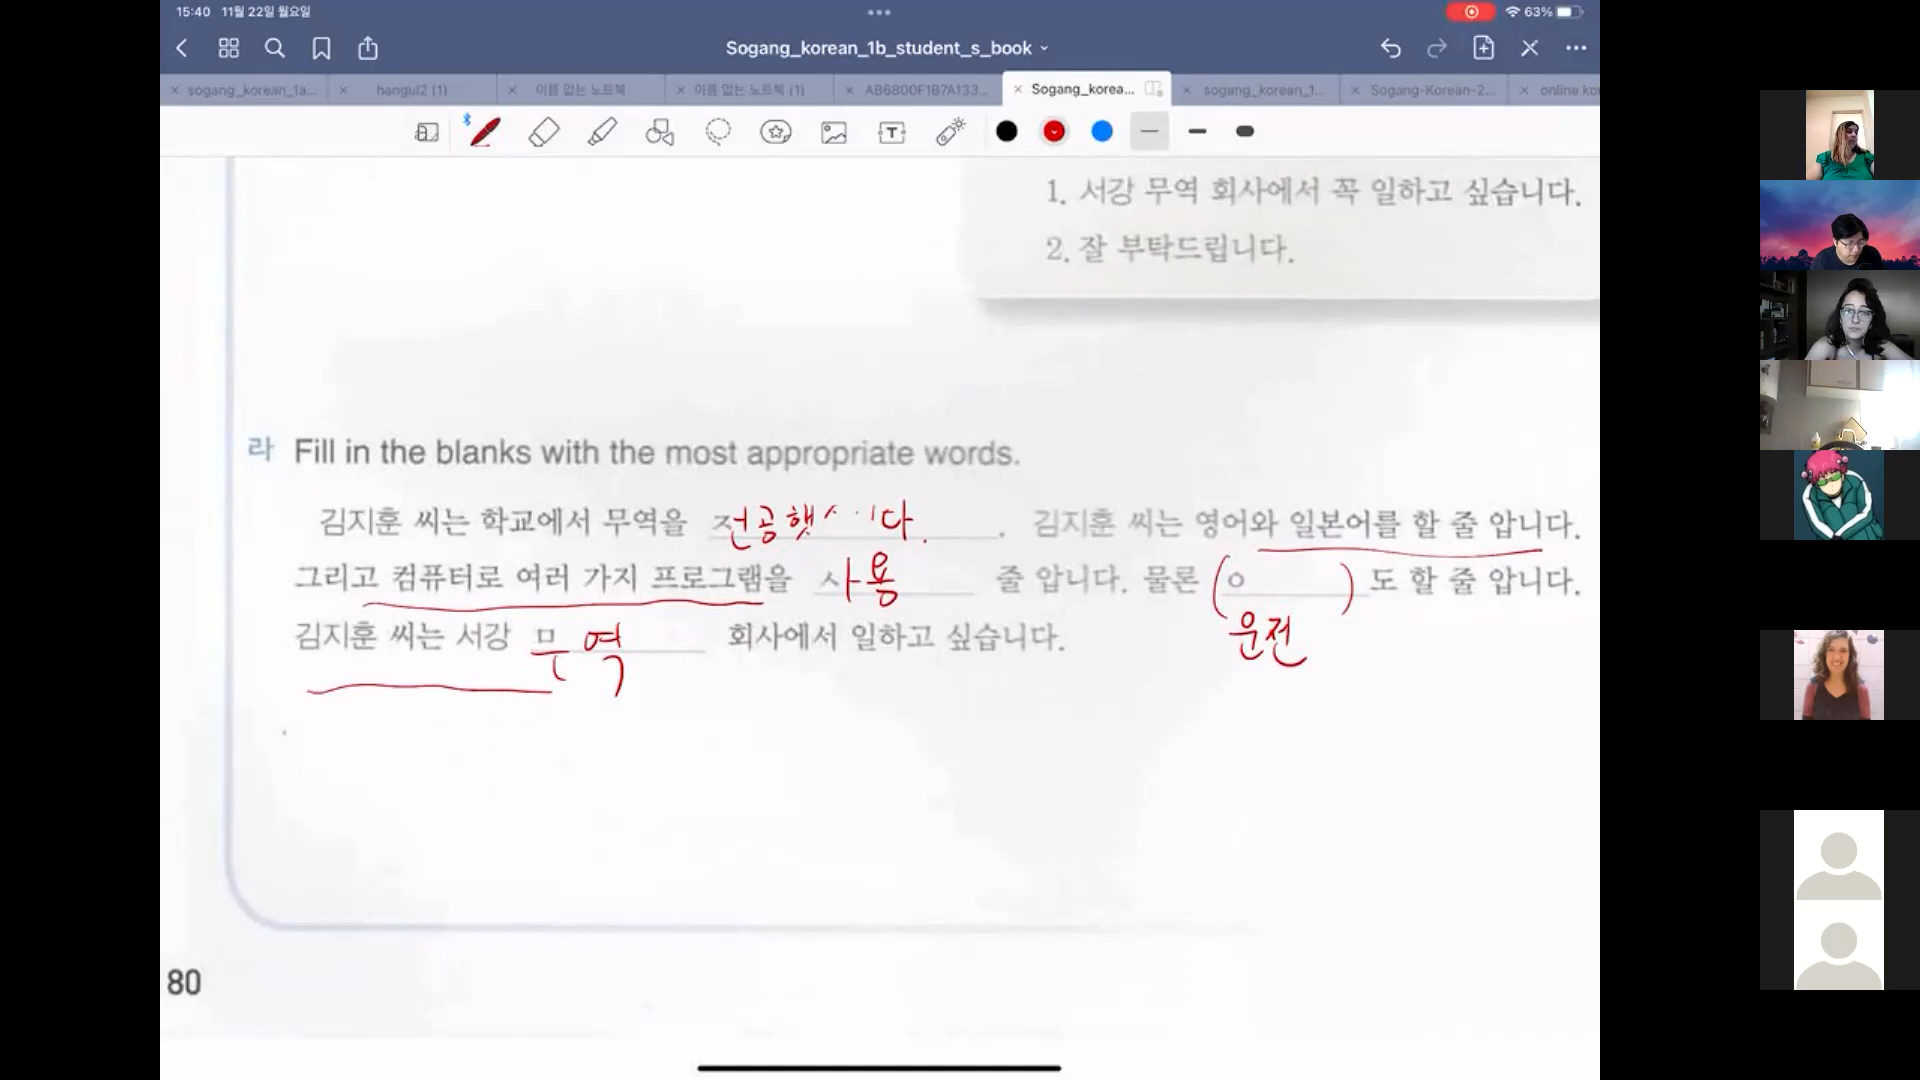 15:40 11월 22일 월요일
63%
Sogang_korean_1b_student_s_book
sogang_korean_1a...
hangul2 (1)
이름 없는 노트북
이름 없는 노트북 (1)
AB6800F1B7A133...
Sogang_korea...
sogang_korean_1...
Sogang-Korean-2...
online ko
1. 서강 무역 회사에서 꼭 일하고 싶습니다.
2. 잘 부탁드립니다.
라 Fill in the blanks with the most appropriate words.
김지훈 씨는 학교에서 무역을 전공했 다. 김지훈 씨는 영어와 일본어를 할 줄 압니다.
그리고 컴퓨터로 여러 가지 프로그램을 사용 줄 압니다. 물론 ( ㅇ ) 도 할 줄 압니다.
운전
김지훈 씨는 서강 무역 회사에서 일하고 싶습니다.
80